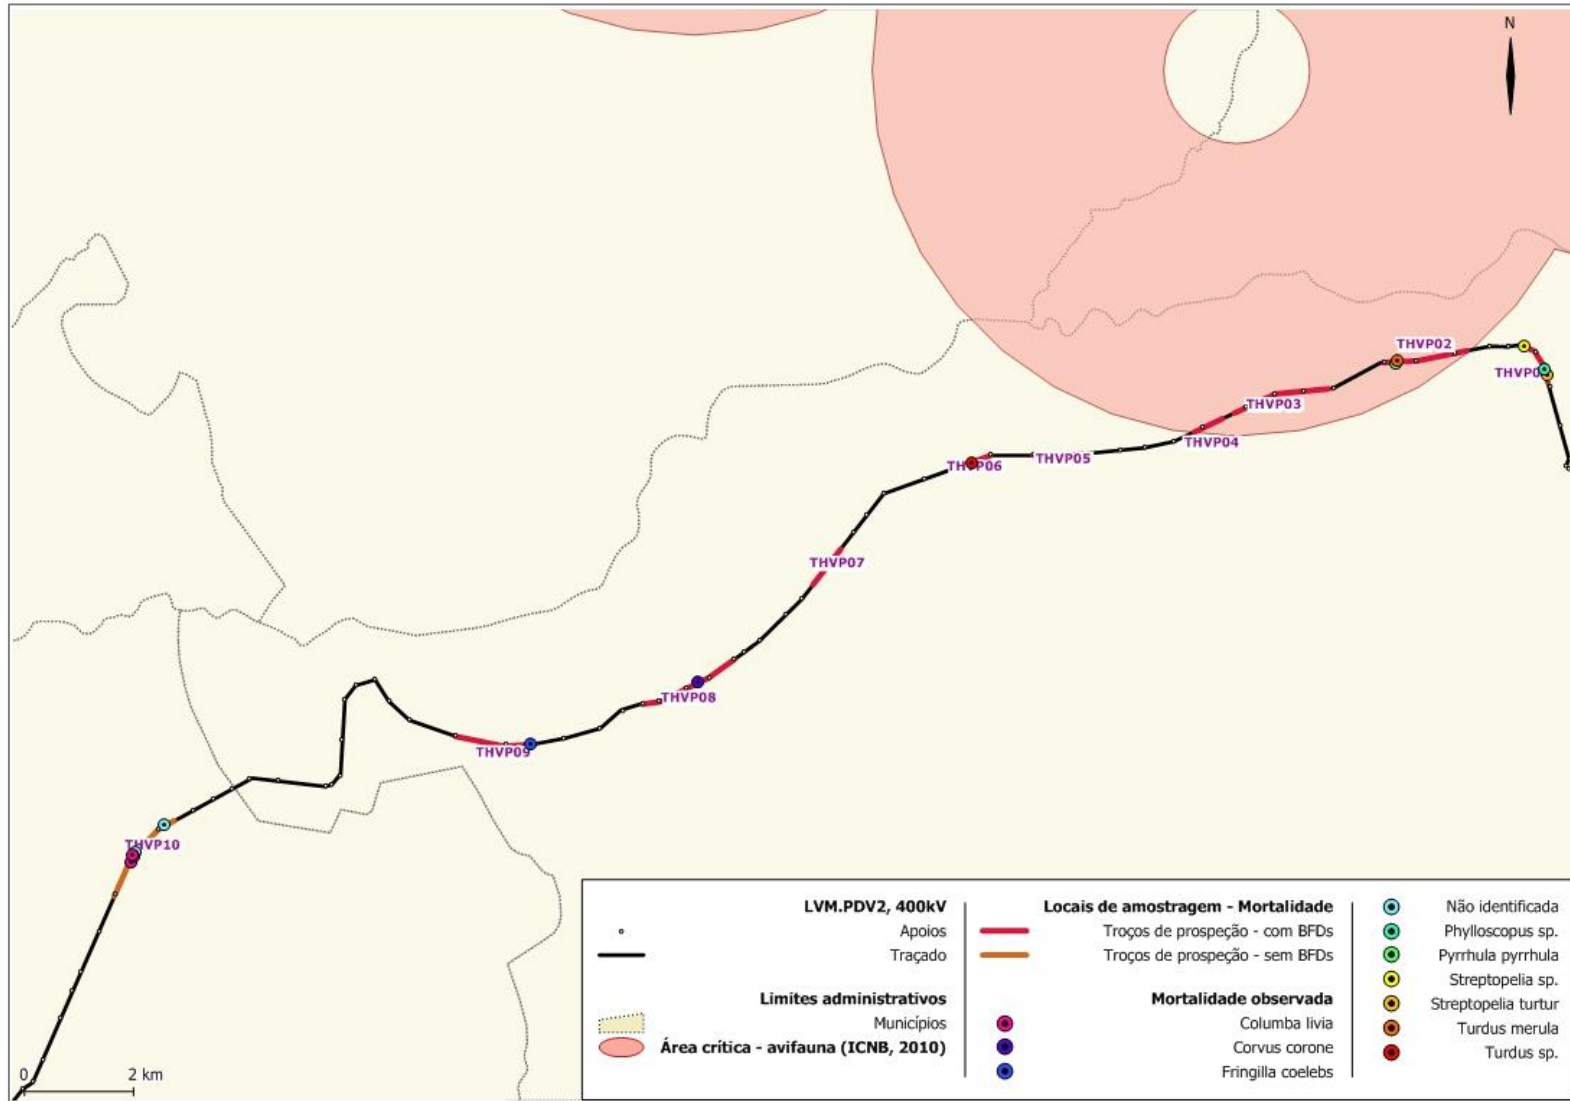 N
THVP02
THVP0
THVP03
THVP04
THVP05
THVP06
THVP07
THVP08
THVP09
THVP10
0 2 km
LVM.PDV2, 400kV
Apoios
Traçado
Limites administrativos
Municípios
Área crítica - avifauna (ICNB, 2010)
Locais de amostragem - Mortalidade
Troços de prospeção - com BFDs
Troços de prospeção - sem BFDs
Mortalidade observada
Columba livia
Corvus corone
Fringilla coelebs
Não identificada
Phylloscopus sp.
Pyrrhula pyrrhula
Streptopelia sp.
Streptopelia turtur
Turdus merula
Turdus sp.